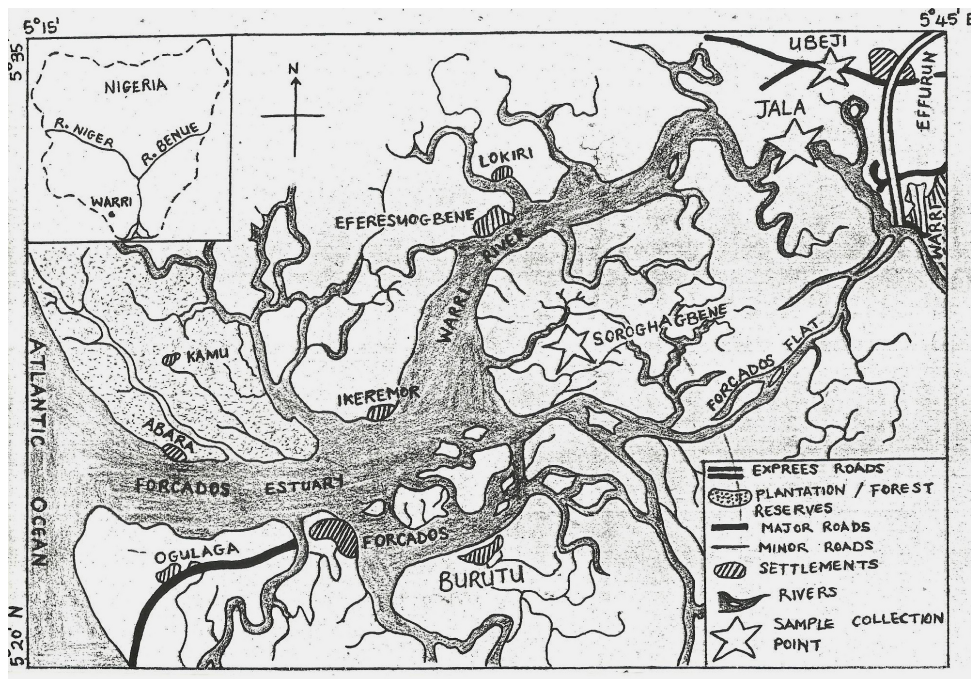 5°15'
5°45' E
5°35
NIGERIA
R. NIGER
R. BENUE
WARRI
N
UBEJI
EFFURUN
JALA
LOKIRI
EFERESUOGBENE
WARRI RIVER
WARRI
SOROGHAGBENE
KAMU
IKEREMOR
FORCADOS FLAT
ABARA
ATLANTIC OCEAN
FORCADOS ESTUARY
FORCADOS
OGULAGA
BURUTU
5°20' N
EXPREES ROADS
PLANTATION / FOREST
RESERVES
MAJOR ROADS
MINOR ROADS
SETTLEMENTS
RIVERS
SAMPLE COLLECTION
POINT